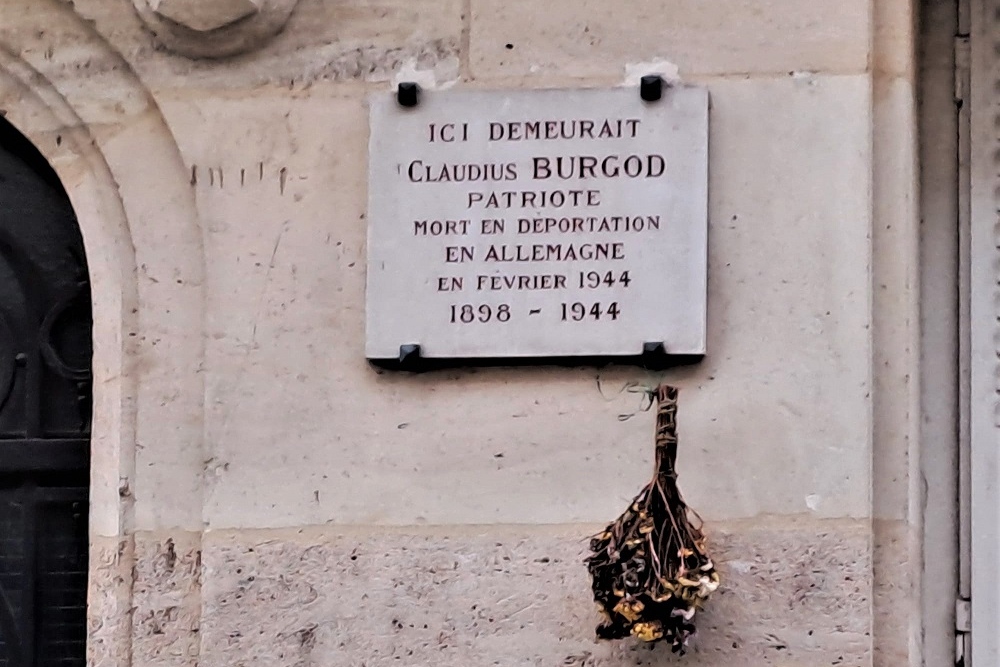 ICI DEMEURAIT
CLAUDIUS BURGOD
PATRIOTE
MORT EN DÉPORTATION
EN ALLEMAGNE
EN FÉVRIER 1944
1898 - 1944